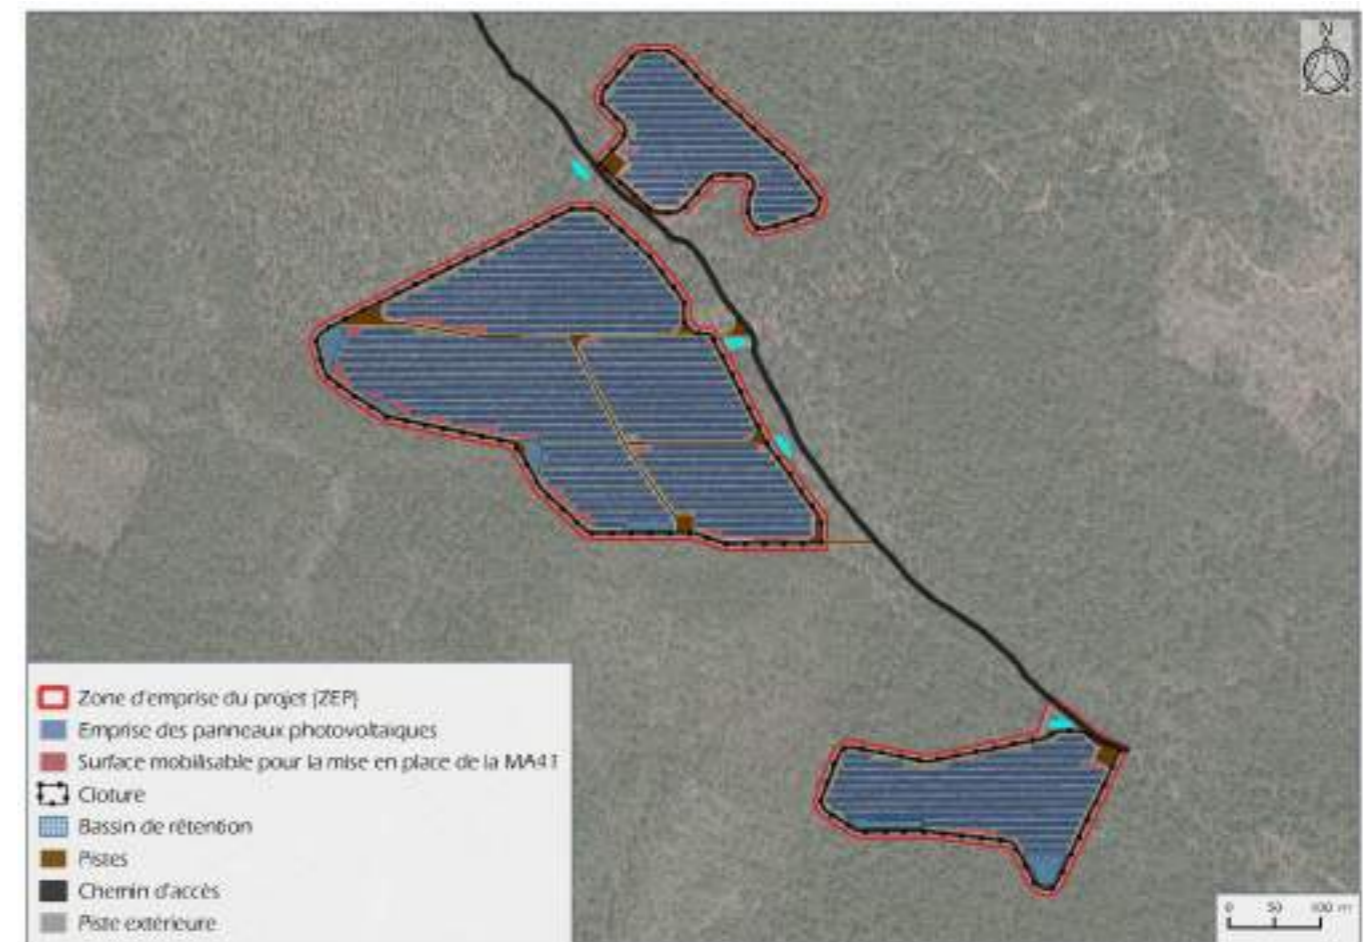 N
Zone d'emprise du projet (ZEP)
Emprise des panneaux photovoltaïques
Surface mobilisable pour la mise en place de la MA41
Cloture
Bassin de rétention
Pistes
Chemin d'accès
Piste extérieure
0 50 100 m